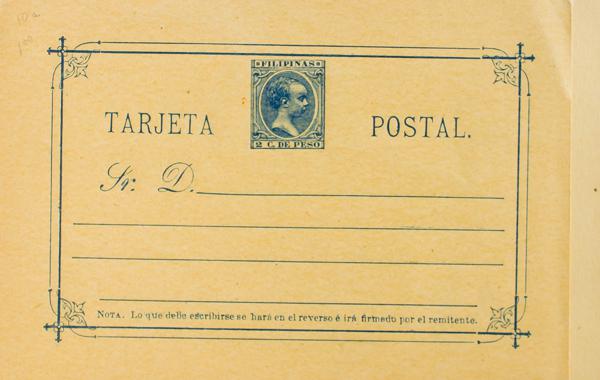 10a
FILIPINAS
TARJETA POSTAL.
2 C. DE PESO
Sr. D.
NOTA. Lo que debe escribirse se hará en el reverso é irá firmado por el remitente.